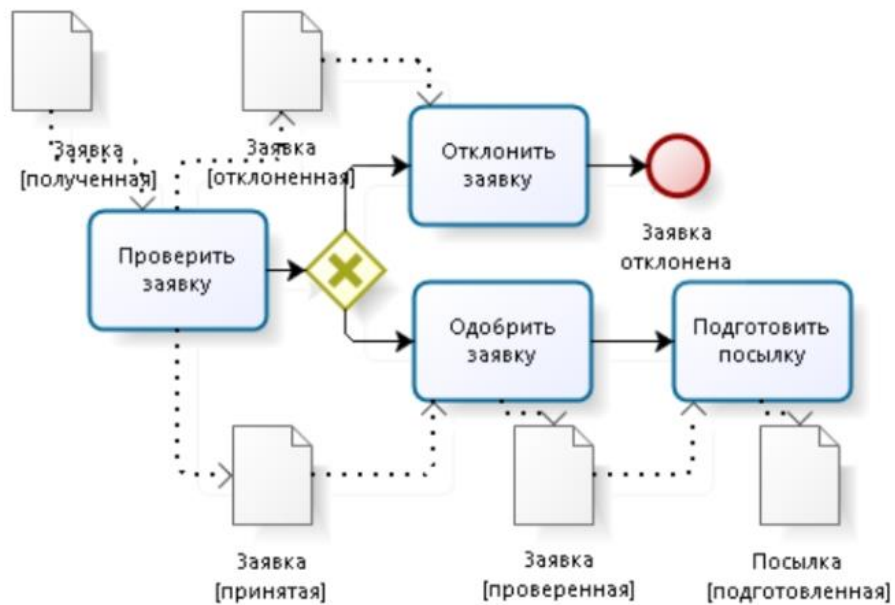 Заявка
[полученная]
Заявка
[отклоненная]
Отклонить
заявку
Заявка
отклонена
Проверить
заявку
Одобрить
заявку
Подготовить
посылку
Заявка
[принятая]
Заявка
[проверенная]
Посылка
[подготовленная]